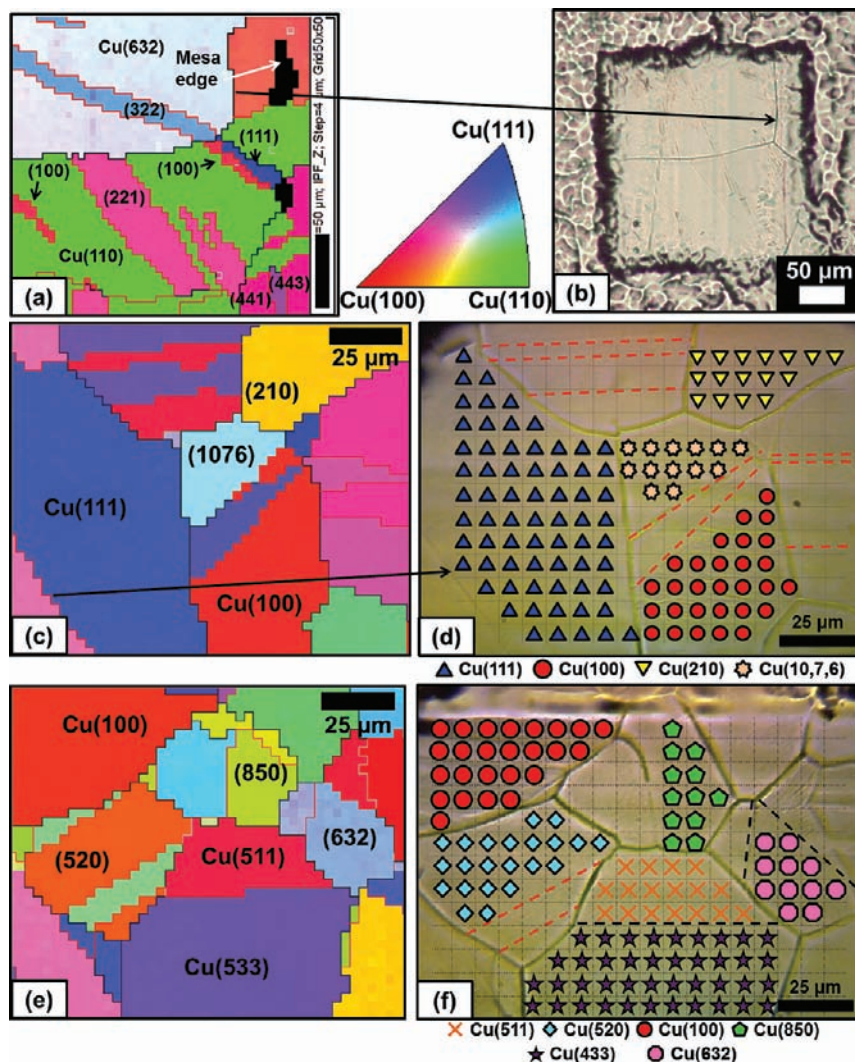 Cu(632)
Mesa
edge
(322)
(111)
(100)
(100)
(221)
Cu(110)
(441)
(443)
=50 µm; IPF_Z; Step=4 µm; Grid50x50
(a)
Cu(111)
Cu(100)
Cu(110)
50 µm
(b)
25 µm
(210)
(1076)
Cu(111)
Cu(100)
(c)
25 µm
(d)
Cu(111) Cu(100) Cu(210) Cu(10,7,6)
25 µm
Cu(100)
(850)
(632)
Cu(511)
(520)
Cu(533)
(e)
25 µm
(f)
Cu(511) Cu(520) Cu(100) Cu(850)
Cu(433) Cu(632)